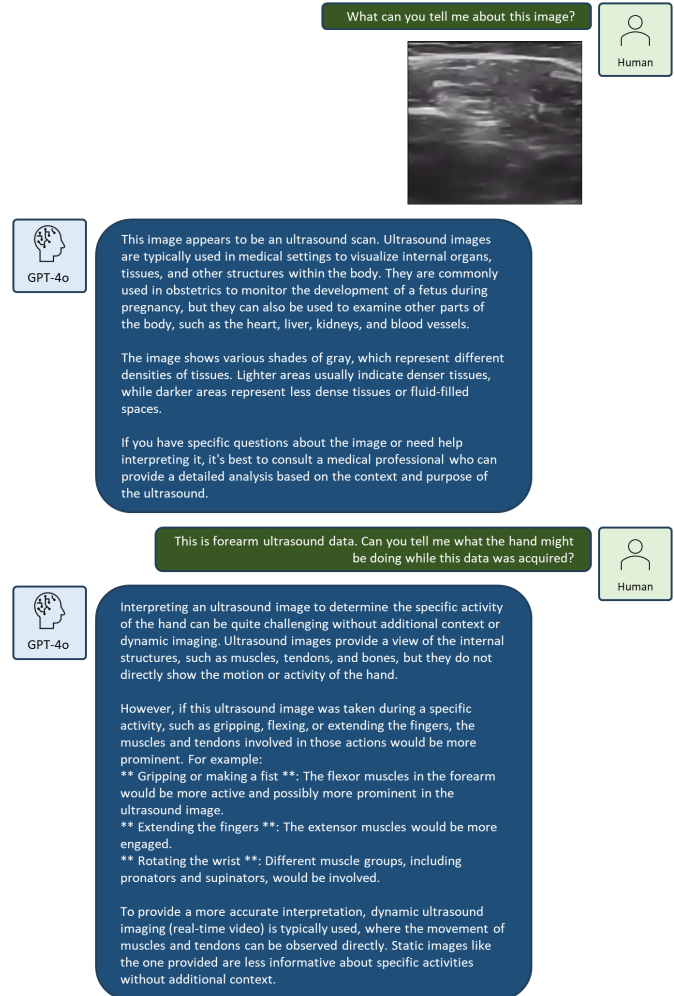 What can you tell me about this image?
Human
This image appears to be an ultrasound scan. Ultrasound images
are typically used in medical settings to visualize internal organs,
tissues, and other structures within the body. They are commonly
used in obstetrics to monitor the development of a fetus during
pregnancy, but they can also be used to examine other parts of
the body, such as the heart, liver, kidneys, and blood vessels.
The image shows various shades of gray, which represent different
densities of tissues. Lighter areas usually indicate denser tissues,
while darker areas represent less dense tissues or fluid-filled
spaces.
If you have specific questions about the image or need help
interpreting it, it's best to consult a medical professional who can
provide a detailed analysis based on the context and purpose of
the ultrasound.
GPT-4o
This is forearm ultrasound data. Can you tell me what the hand might
be doing while this data was acquired?
Human
Interpreting an ultrasound image to determine the specific activity
of the hand can be quite challenging without additional context or
dynamic imaging. Ultrasound images provide a view of the internal
structures, such as muscles, tendons, and bones, but they do not
directly show the motion or activity of the hand.
However, if this ultrasound image was taken during a specific
activity, such as gripping, flexing, or extending the fingers, the
muscles and tendons involved in those actions would be more
prominent. For example:
** Gripping or making a fist **: The flexor muscles in the forearm
would be more active and possibly more prominent in the
ultrasound image.
** Extending the fingers **: The extensor muscles would be more
engaged.
** Rotating the wrist **: Different muscle groups, including
pronators and supinators, would be involved.
To provide a more accurate interpretation, dynamic ultrasound
imaging (real-time video) is typically used, where the movement of
muscles and tendons can be observed directly. Static images like
the one provided are less informative about specific activities
without additional context.
GPT-4o